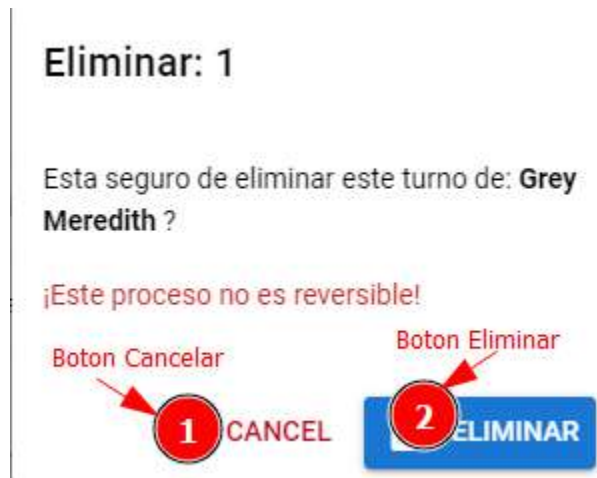 Eliminar: 1
Esta seguro de eliminar este turno de: Grey
Meredith ?
¡Este proceso no es reversible!
Boton Cancelar
Boton Eliminar
1 CANCEL
2 ELIMINAR